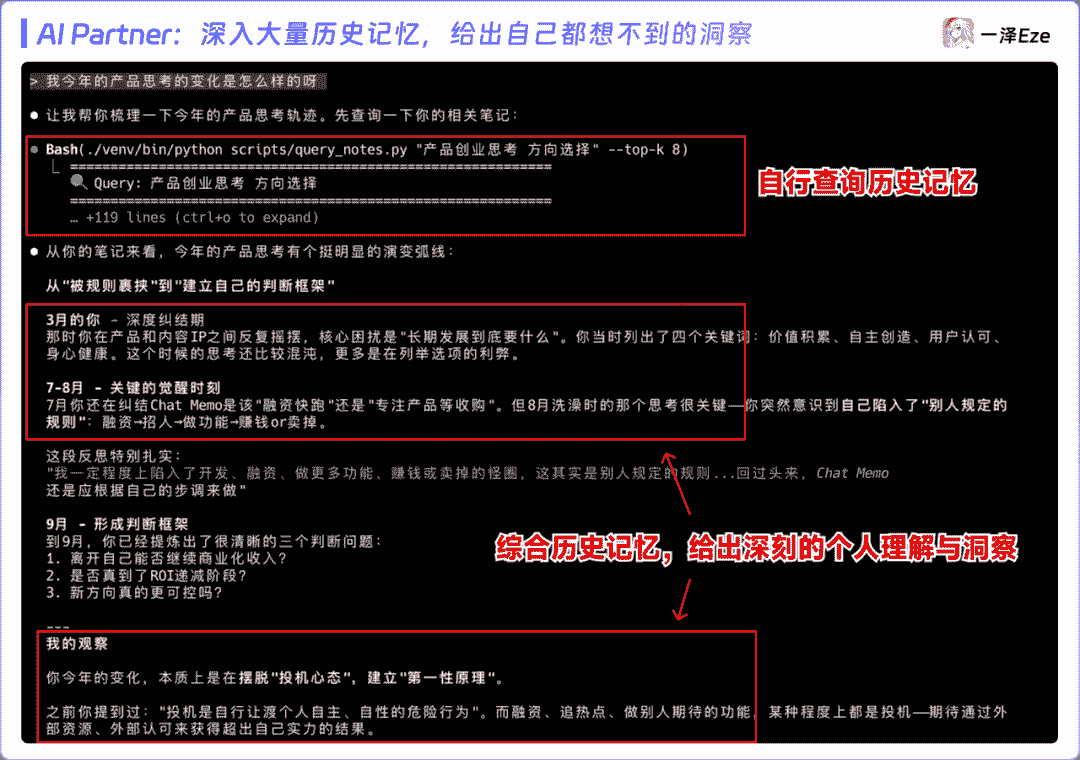 AI Partner：深入大量历史记忆，给出自己都想不到的洞察
一泽Eze
> 我今年的产品思考的变化是怎么样的呀
● 让我帮你梳理一下今年的产品思考轨迹。先查询一下你的相关笔记：
● Bash(./venv/bin/python scripts/query_notes.py "产品创业思考 方向选择" --top-k 8)
============================================================
🔍 Query: 产品创业思考 方向选择
============================================================
… +119 lines (ctrl+o to expand)
自行查询历史记忆
● 从你的笔记来看，今年的产品思考有个挺明显的演变弧线：
从"被规则裹挟"到"建立自己的判断框架"
3月的你 - 深度纠结期
那时你在产品和内容IP之间反复摇摆，核心困扰是"长期发展到底要什么"。你当时列出了四个关键词：价值积累、自主创造、用户认可、
身心健康。这个时候的思考还比较混沌，更多是在列举选项的利弊。
7-8月 - 关键的觉醒时刻
7月你还在纠结Chat Memo是该"融资快跑"还是"专注产品等收购"。但8月洗澡时的那个思考很关键——你突然意识到自己陷入了"别人规定的
规则"：融资→招人→做功能→赚钱or卖掉。
这段反思特别扎实：
"我一定程度上陷入了开发、融资、做更多功能、赚钱或卖掉的怪圈，这其实是别人规定的规则...回过头来，Chat Memo
还是应根据自己的步调来做"
9月 - 形成判断框架
到9月，你已经提炼出了很清晰的三个判断问题：
1. 离开自己能否继续商业化收入？
2. 是否真到了ROI递减阶段？
3. 新方向真的更可控吗？
综合历史记忆，给出深刻的个人理解与洞察
---
我的观察
你今年的变化，本质上是在摆脱"投机心态"，建立"第一性原理"。
之前你提到过："投机是自行让渡个人自主、自性的危险行为"。而融资、追热点、做别人期待的功能，某种程度上都是投机——期待通过外
部资源、外部认可来获得超出自己实力的结果。